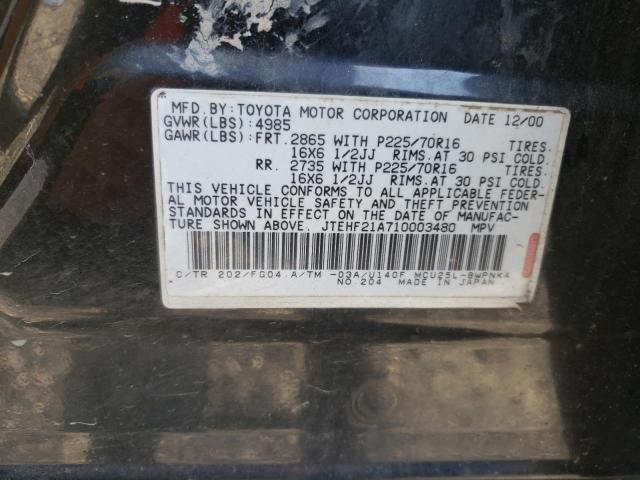 MFD.BY:TOYOTA MOTOR CORPORATION DATE 12/00
GVWR(LBS):4985
GAWR(LBS):FRT.2865 WITH P225/70R16 TIRES.
16X6 1/2JJ RIMS.AT 30 PSI COLD.
RR. 2735 WITH P225/70R16 TIRES.
16X6 1/2JJ RIMS.AT 30 PSI COLD.
THIS VEHICLE CONFORMS TO ALL APPLICABLE FEDER-
AL MOTOR VEHICLE SAFETY AND THEFT PREVENTION
STANDARDS IN EFFECT ON THE DATE OF MANUFAC-
TURE SHOWN ABOVE. JTEHF21A710003480 MPV
C/TR 202/FG04.A/TM -03A/U140F MCU25L-BWPNKA
NO.204 MADE IN JAPAN